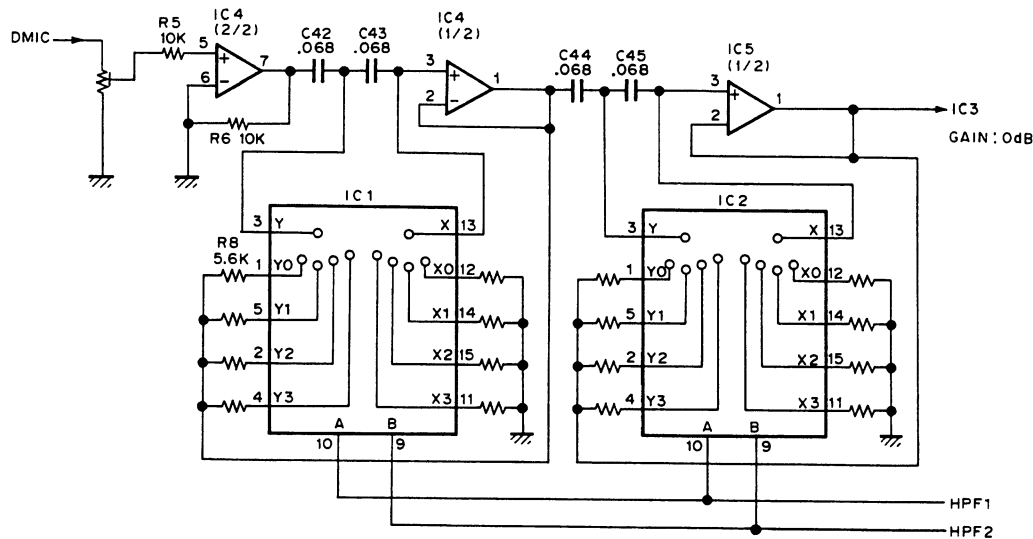 DMIC
R5
10K
5
6
IC4
(2/2)
7
R6 10K
C42
.068
C43
.068
IC4
(1/2)
3
2
1
C44
.068
C45
.068
IC5
(1/2)
3
2
1
IC3
GAIN : 0dB
IC1
3 Y
X 13
R8
5.6K
1 Y0
X0 12
5 Y1
X1 14
2 Y2
X2 15
4 Y3
X3 11
A
B
10
9
IC2
3 Y
X 13
1 Y0
X0 12
5 Y1
X1 14
2 Y2
X2 15
4 Y3
X3 11
A
B
10
9
HPF1
HPF2